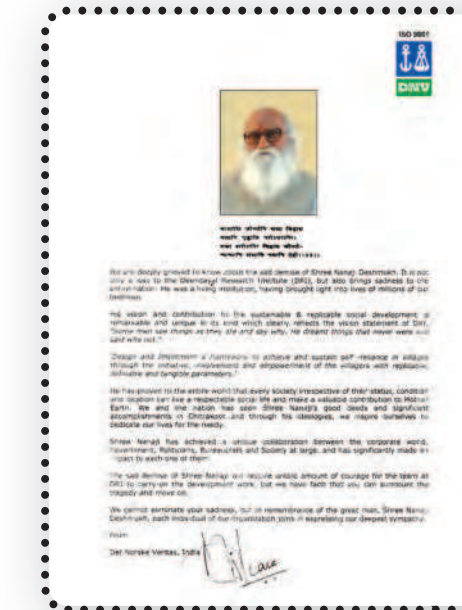 ISO 9001
DNV
वासांसि जीर्णानि यथा विहाय
नवानि गृह्णाति नरोऽपराणि।
तथा शरीराणि विहाय जीर्णा-
We are deeply grieved to know about the sad demise of Shree Nanaji Deshmukh. It is not
only a loss to the Deendayal Research Institute (DRI), but also brings sadness to the
entire nation. He was a living institution, having brought light into lives of millions of our
His vision and contribution to the sustainable & replicable social development is
remarkable and unique in its kind which clearly reflects the vision statement of DRI,
"Some men see things as they are and say why. He dreamt things that never were and
said why not."
"Design and Implement a framework to achieve and sustain self-reliance in villages
through the initiative, involvement and empowerment of the villagers with replicable,
definable and tangible parameters."
He has proven to the entire world that every society irrespective of their status, condition
and location can live a respectable social life and make a valuable contribution to Mother
Earth. We and the nation has seen Shree Nanaji's good deeds and significant
accomplishments in Chitrakoot and through his ideologies, we inspire ourselves to
dedicate our lives for the needy.
Shree Nanaji has achieved a unique collaboration between the corporate world,
Government, Politicians, Bureaucrats and Society at large, and has significantly made an
impact to each one of them.
The sad demise of Shree Nanaji will require untold amount of courage for the team at
DRI to carry-on the development work, but we have faith that you can surmount the
tragedy and move on.
We cannot eliminate your sadness, but in remembrance of the great man, Shree Nanaji
Deshmukh, each individual of our organization joins in expressing our deepest sympathy.
From
Det Norske Veritas, India